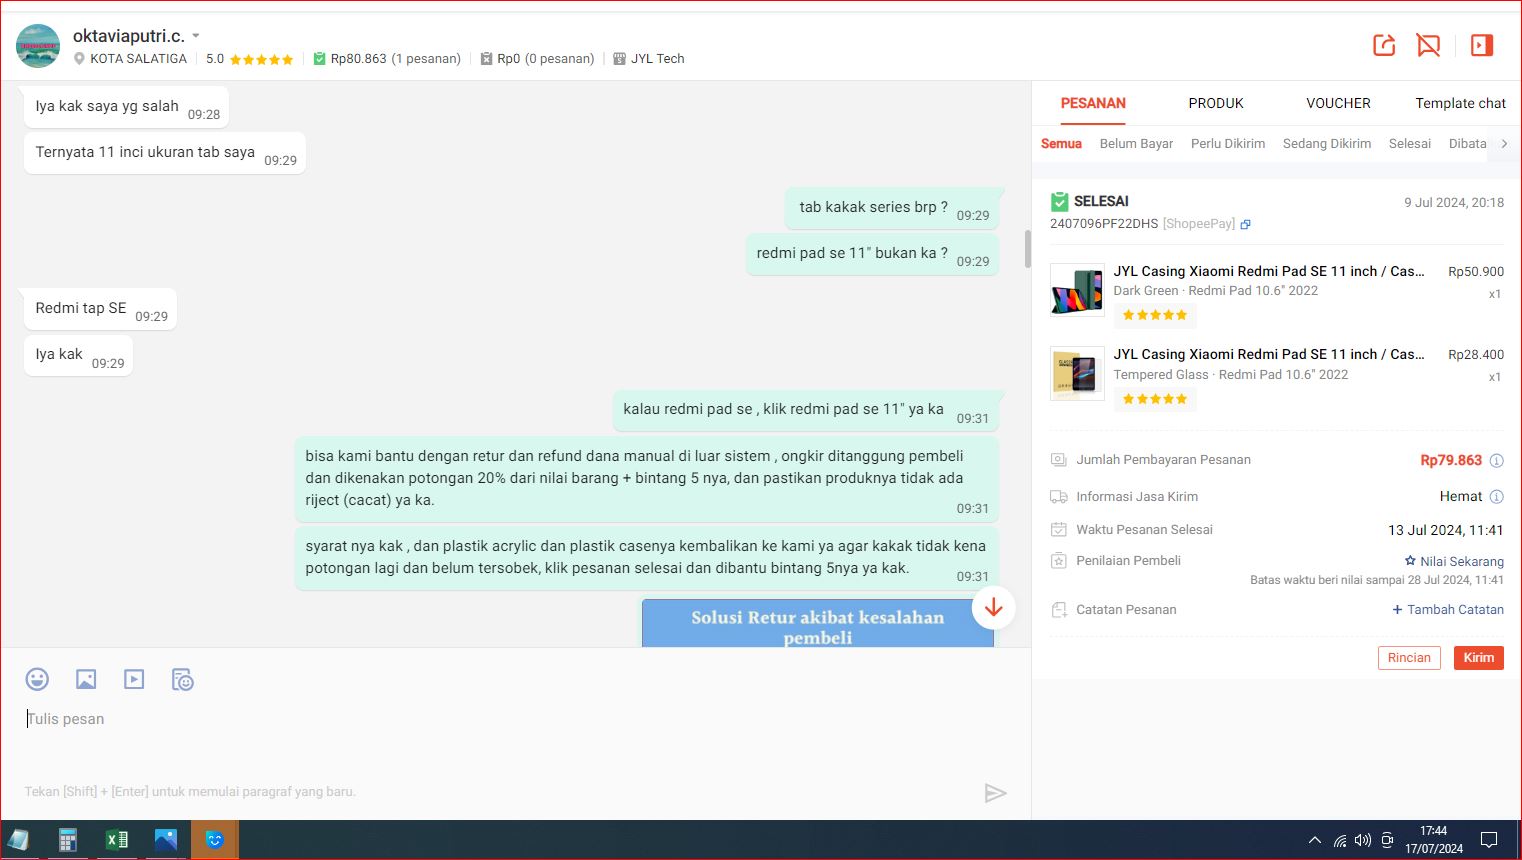 oktaviaputri.c.
KOTA SALATIGA 5.0 Rp80.863 (1 pesanan) Rp0 (0 pesanan) JYL Tech
Iya kak saya yg salah 09:28
Ternyata 11 inci ukuran tab saya 09:29
tab kakak series brp ? 09:29
redmi pad se 11" bukan ka ? 09:29
Redmi tap SE 09:29
Iya kak 09:29
kalau redmi pad se , klik redmi pad se 11" ya ka 09:31
bisa kami bantu dengan retur dan refund dana manual di luar sistem , ongkir ditanggung pembeli
dan dikenakan potongan 20% dari nilai barang + bintang 5 nya, dan pastikan produknya tidak ada
riject (cacat) ya ka. 09:31
syarat nya kak , dan plastik acrylic dan plastik casenya kembalikan ke kami ya agar kakak tidak kena
potongan lagi dan belum tersobek, klik pesanan selesai dan dibantu bintang 5nya ya kak. 09:31
Solusi Retur akibat kesalahan
pembeli
Tulis pesan
Tekan [Shift] + [Enter] untuk memulai paragraf yang baru.
PESANAN PRODUK VOUCHER Template chat
Semua Belum Bayar Perlu Dikirim Sedang Dikirim Selesai Dibata
SELESAI 9 Jul 2024, 20:18
2407096PF22DHS [ShopeePay]
JYL Casing Xiaomi Redmi Pad SE 11 inch / Cas... Rp50.900
Dark Green · Redmi Pad 10.6" 2022 x1
JYL Casing Xiaomi Redmi Pad SE 11 inch / Cas... Rp28.400
Tempered Glass · Redmi Pad 10.6" 2022 x1
Jumlah Pembayaran Pesanan Rp79.863
Informasi Jasa Kirim Hemat
Waktu Pesanan Selesai 13 Jul 2024, 11:41
Penilaian Pembeli Nilai Sekarang
Batas waktu beri nilai sampai 28 Jul 2024, 11:41
Catatan Pesanan + Tambah Catatan
Rincian Kirim
17:44
17/07/2024